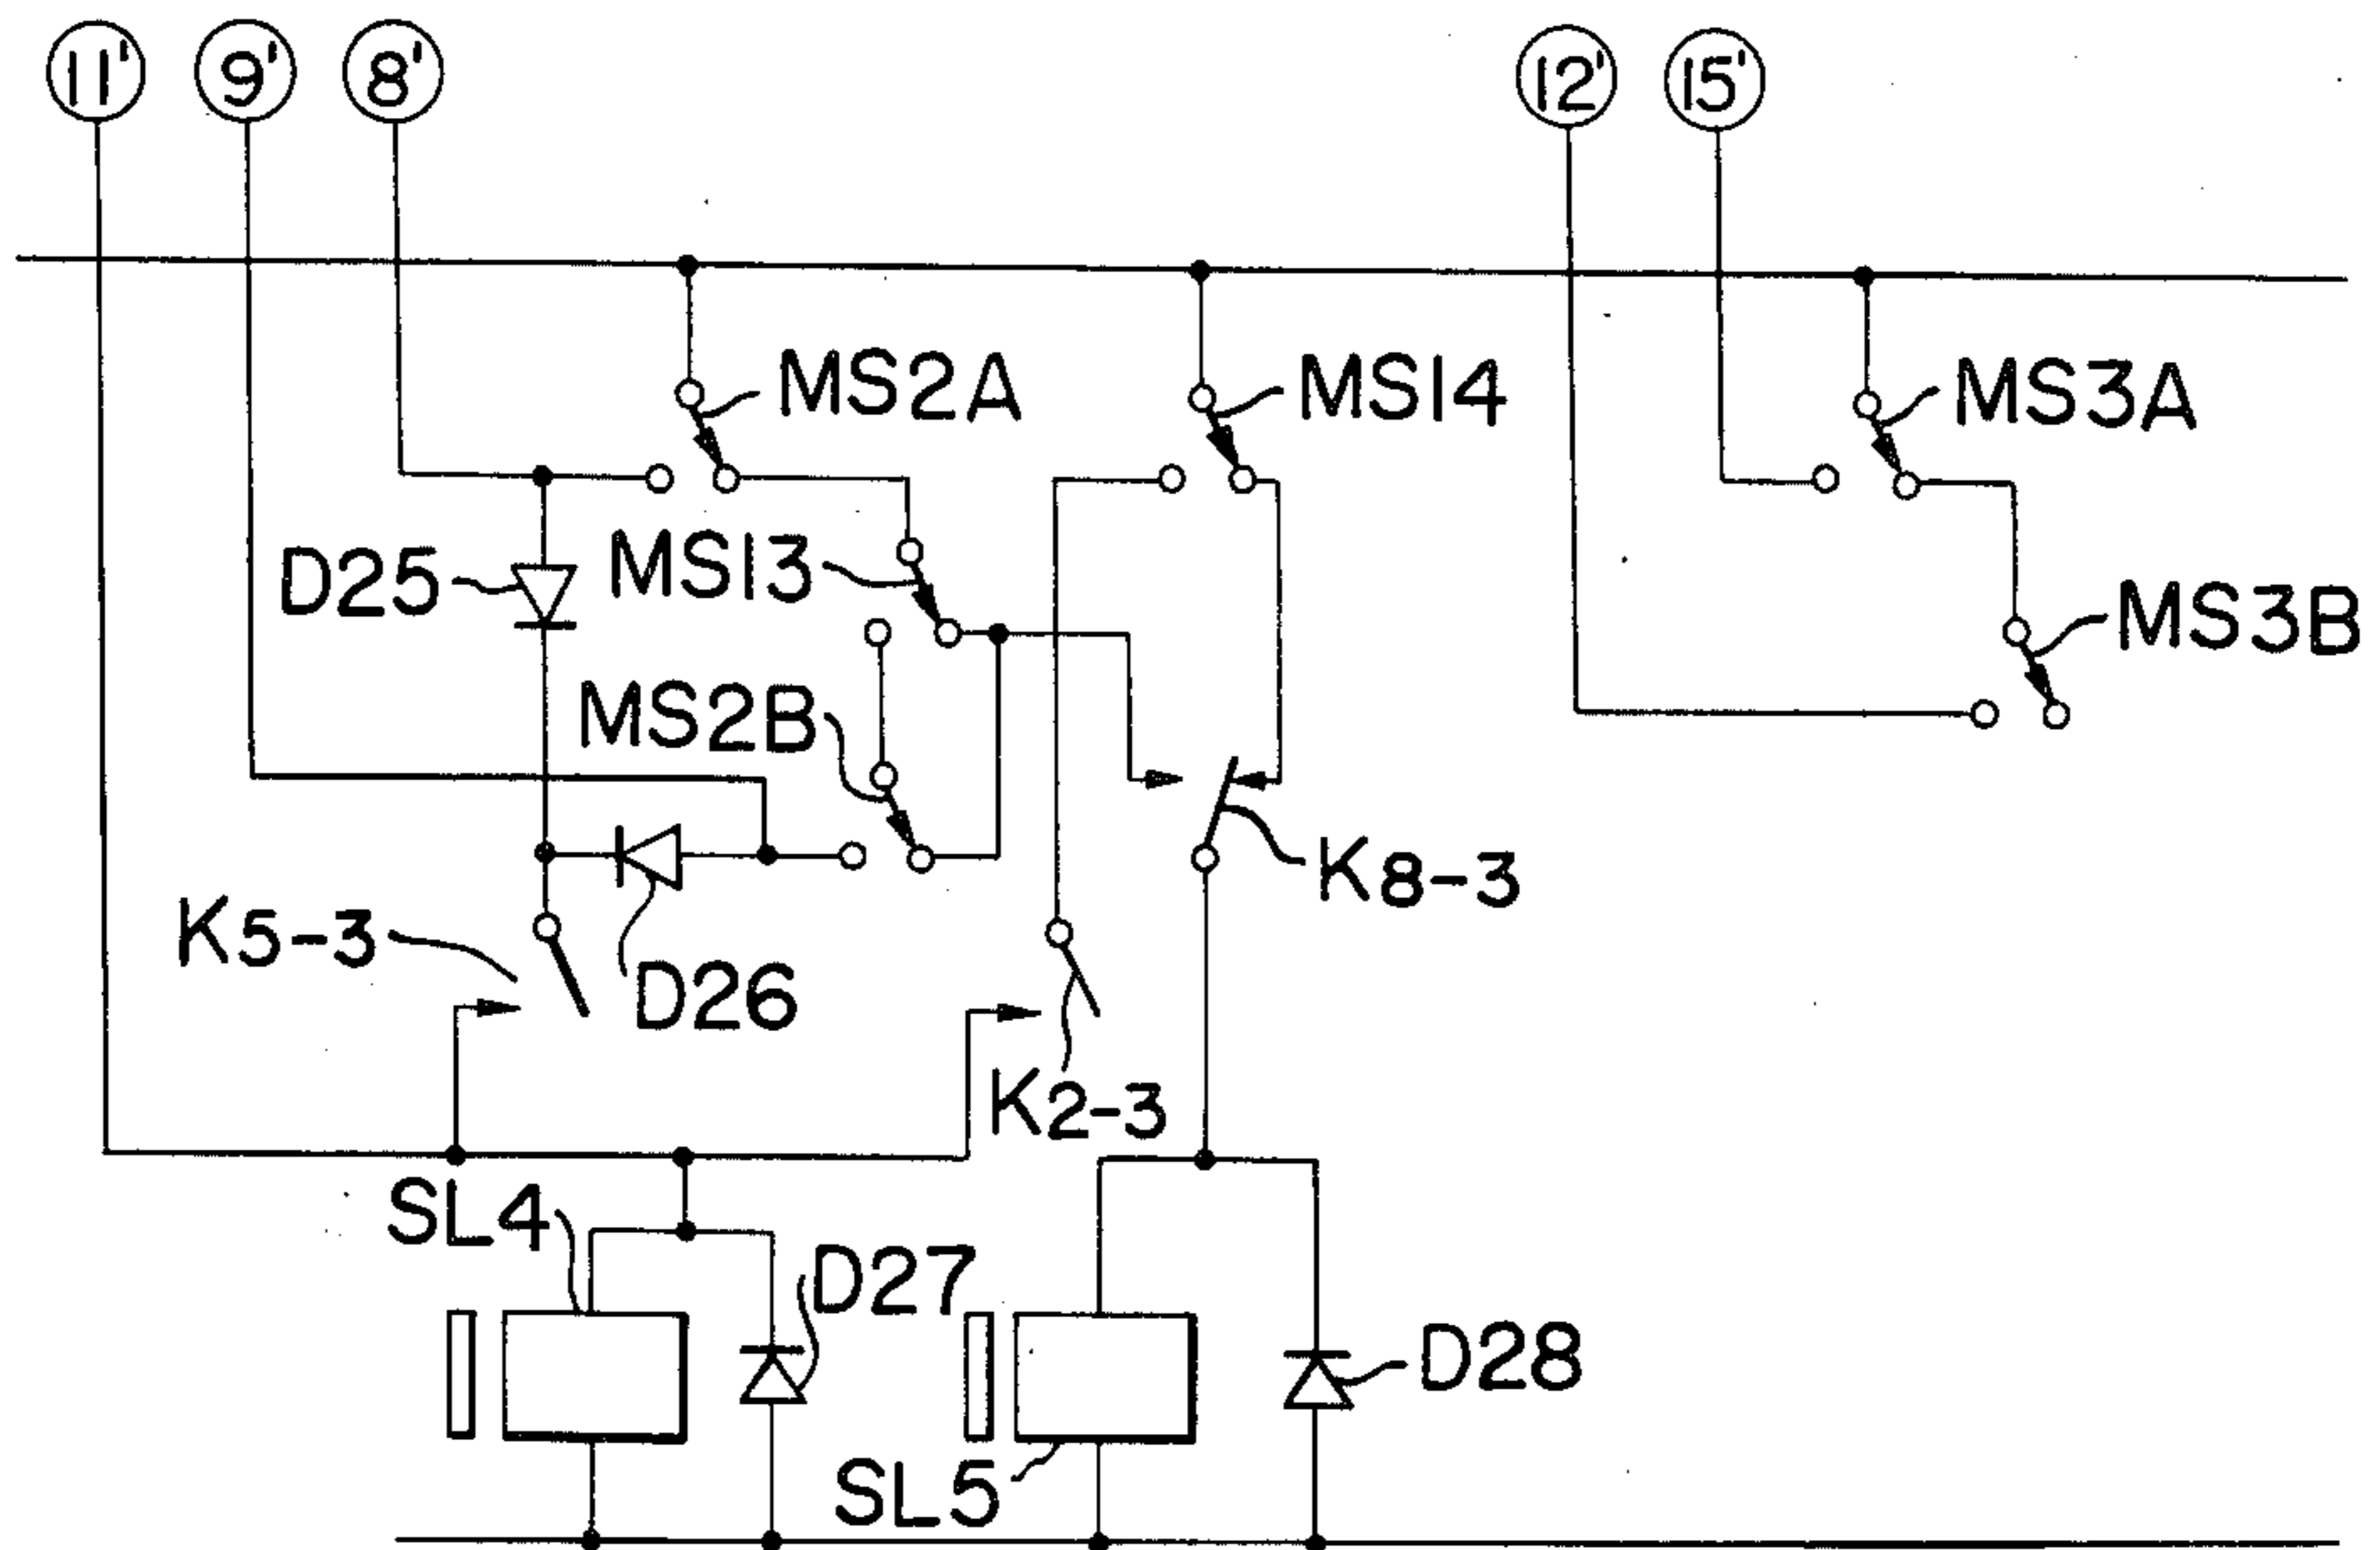 11' 9' 8' 12' 15'
MS2A MS14 MS3A
D25 MS13
MS3B
MS2B
K8-3
K5-3
D26
K2-3
SL4
D27
D28
SL5